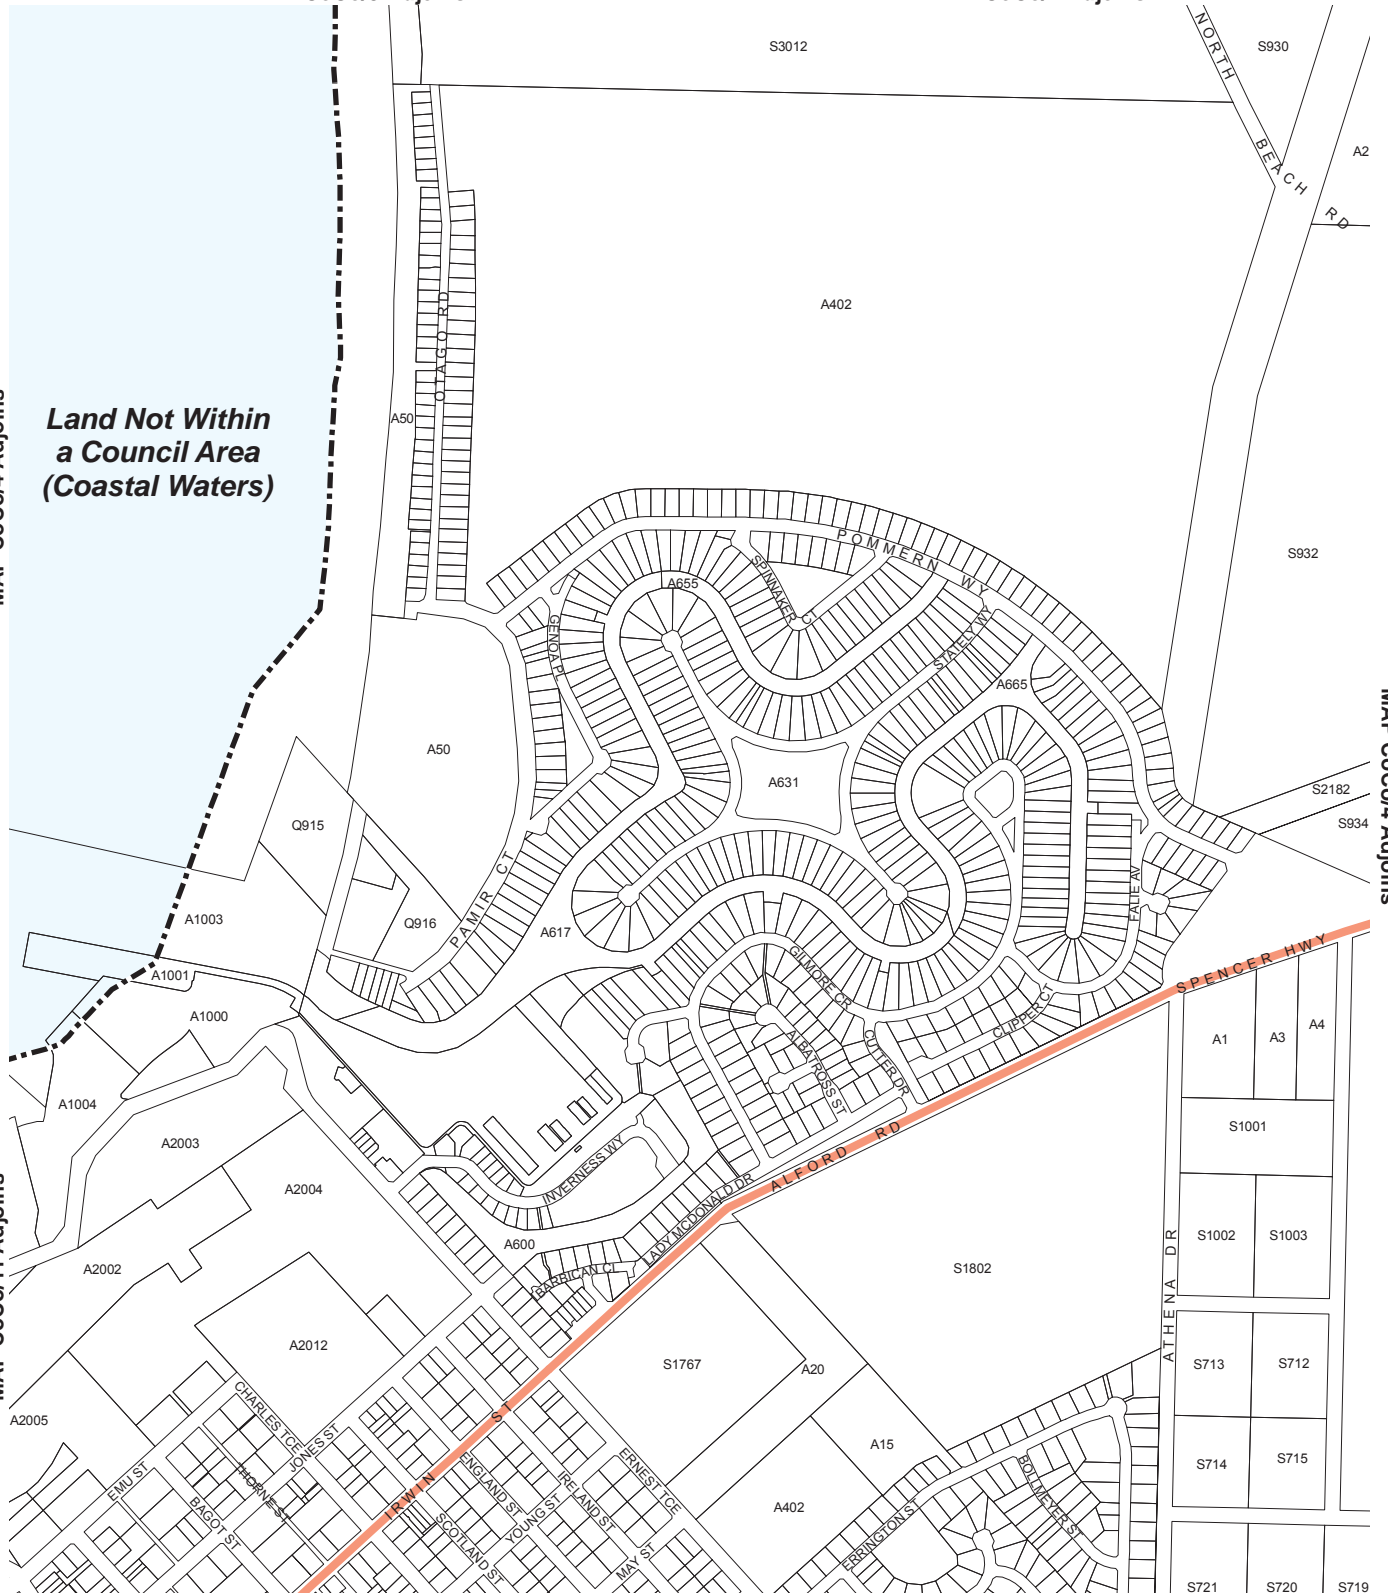 S3012
S930
NORTH BEACH RD
A2
A402
OTAGO RD
A50
Land Not Within
a Council Area
(Coastal Waters)
S932
POMMERN WY
SPINNAKER CT
A655
GENOA PL
STATELY WY
A665
A50
A631
S2182
S934
Q915
Q916
PAMIR CT
A617
FALIE AV
A1003
A1001
A1000
GILMORE CR
SPENCER HWY
CLIPPER CT
CUTTER DR
ALBATROSS ST
A1
A3
A4
A1004
S1001
A2003
ALFORD RD
INVERNESS WY
LADY MCDONALD DR
A2004
A600
S1002
S1003
A2002
BARBICAN CL
S1802
ATHENA DR
A2012
S1767
A20
S713
S712
A2005
CHARLES TCE
JONES ST
IRWIN ST
A15
S714
S715
EMU ST
THORNE ST
BAGOT ST
ENGLAND ST
IRELAND ST
ERNEST TCE
SCOTLAND ST
YOUNG ST
MAY ST
A402
ERRINGTON ST
BOLLMEYER ST
S721
S720
S719